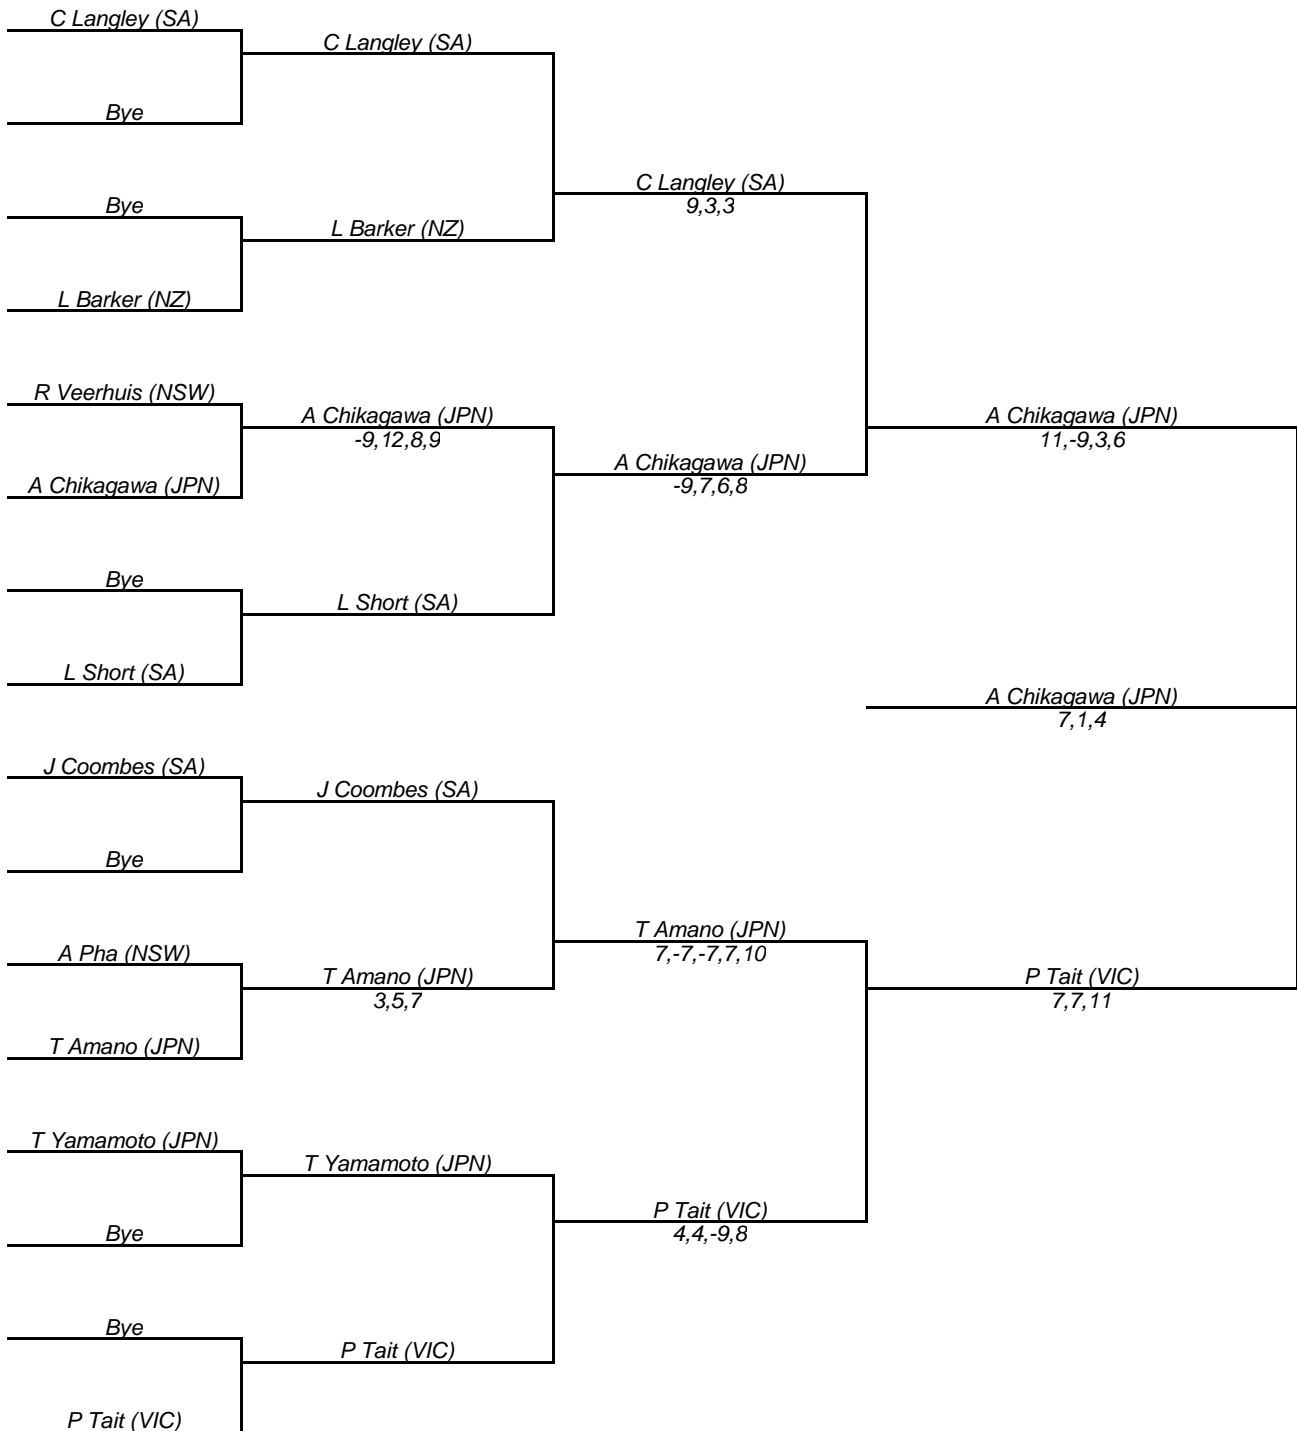 C Langley (SA)
Bye
Bye
L Barker (NZ)
R Veerhuis (NSW)
A Chikagawa (JPN)
Bye
L Short (SA)
J Coombes (SA)
Bye
A Pha (NSW)
T Amano (JPN)
T Yamamoto (JPN)
Bye
Bye
P Tait (VIC)
C Langley (SA)
L Barker (NZ)
A Chikagawa (JPN)
-9,12,8,9
L Short (SA)
J Coombes (SA)
T Amano (JPN)
3,5,7
T Yamamoto (JPN)
P Tait (VIC)
C Langley (SA)
9,3,3
A Chikagawa (JPN)
-9,7,6,8
T Amano (JPN)
7,-7,-7,7,10
P Tait (VIC)
4,4,-9,8
A Chikagawa (JPN)
11,-9,3,6
A Chikagawa (JPN)
7,1,4
P Tait (VIC)
7,7,11